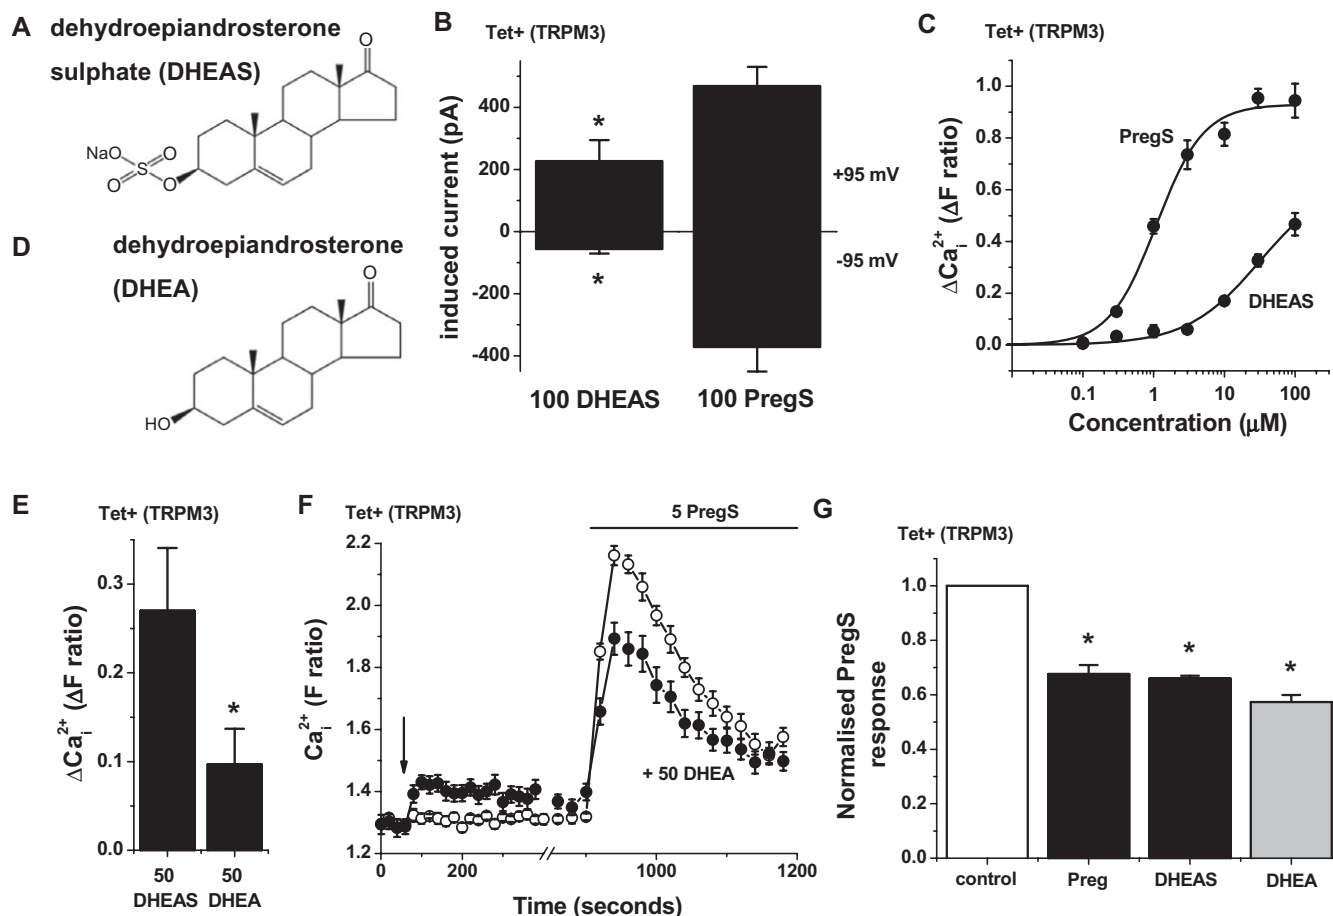 A dehydroepiandrosterone
sulphate (DHEAS)
O
NaO
O
S
O
O
B
Tet+ (TRPM3)
induced current (pA)
400
200
0
-200
-400
*
*
+95 mV
-95 mV
100 DHEAS 100 PregS
C
Tet+ (TRPM3)
ΔCa²⁺ᵢ (ΔF ratio)
1.0
0.8
0.6
0.4
0.2
0.0
PregS
DHEAS
0.1 1 10 100
Concentration (µM)
D dehydroepiandrosterone
(DHEA)
O
HO
E
Tet+ (TRPM3)
ΔCa²⁺ᵢ (ΔF ratio)
0.3
0.2
0.1
0.0
*
50 50
DHEAS DHEA
F
Tet+ (TRPM3)
5 PregS
Ca²⁺ᵢ (F ratio)
2.2
2.0
1.8
1.6
1.4
1.2
+ 50 DHEA
0 200 1000 1200
Time (seconds)
G
Tet+ (TRPM3)
Normalised PregS
response
1.0
0.8
0.6
0.4
0.2
0.0
* * *
control Preg DHEAS DHEA